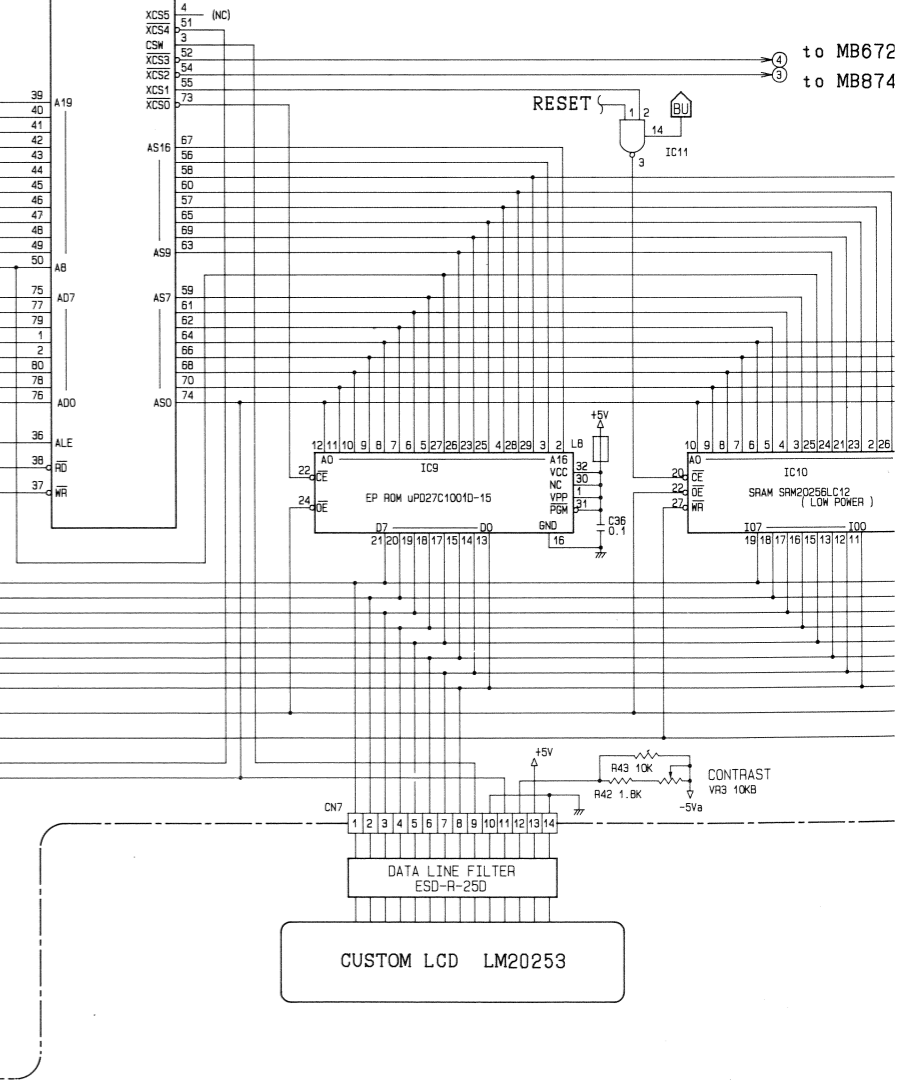 XCS5 4 (NC)
XCS4 51
CSW 3
XCS3 52
XCS2 54
XCS1 55
XCS0 73
4 to MB672
3 to MB874
RESET
1 2
BU
14
3
IC11
39 A19
40
41
42
43
44
45
46
47
48
49
50 A8
75 AD7
77
79
1
2
80
78
76 AD0
36 ALE
38 RD
37 WR
AS16 67
56
58
60
57
65
69
AS9 63
AS7 59
61
62
64
66
68
70
AS0 74
+5V
L8
12 11 10 9 8 7 6 5 27 26 23 25 4 28 29 3 2
A0 A16
IC9
22 CE
24 OE
EP ROM uPD27C1001D-15
VCC 32
NC 30
VPP 1
PGM 31
D7 D0
GND
21 20 19 18 17 15 14 13
16
C36
0.1
10 9 8 7 6 5 4 3 25 24 21 23 2 26
A0
IC10
20 CE
22 OE
27 WR
SRAM SRM20256LC12
( LOW POWER )
IO7 IO0
19 18 17 16 15 13 12 11
+5V
R43 10K
R42 1.8K
-5Va
CONTRAST
VR3 10KB
CN7
1 2 3 4 5 6 7 8 9 10 11 12 13 14
DATA LINE FILTER
ESD-R-25D
CUSTOM LCD LM20253